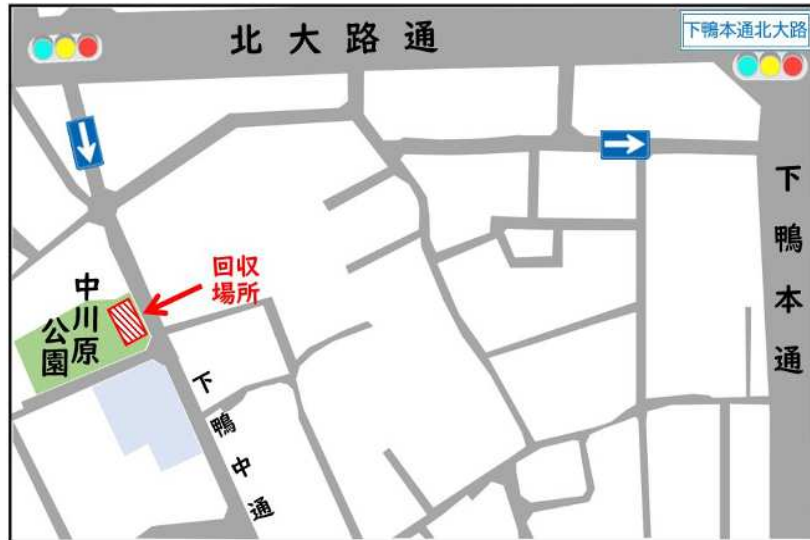 北大路通
下鴨本通北大路
下鴨本通
回収
場所
中川原
公園
下鴨中通